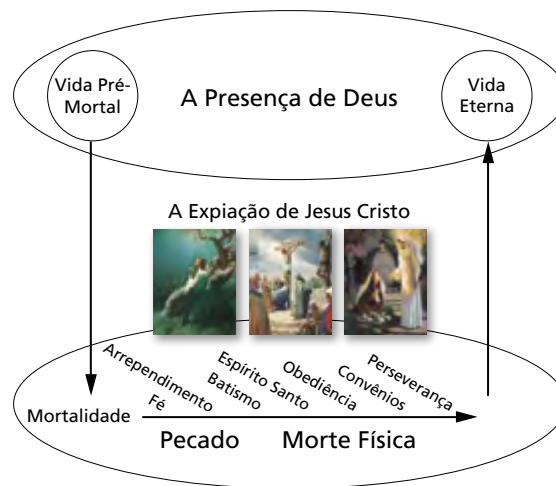 Vida Pré-
Mortal
A Presença de Deus
Vida
Eterna
A Expiação de Jesus Cristo
Mortalidade
Fé
Arrependimento
Batismo
Espírito Santo
Obediência
Convênios
Perseverança
Pecado
Morte Física